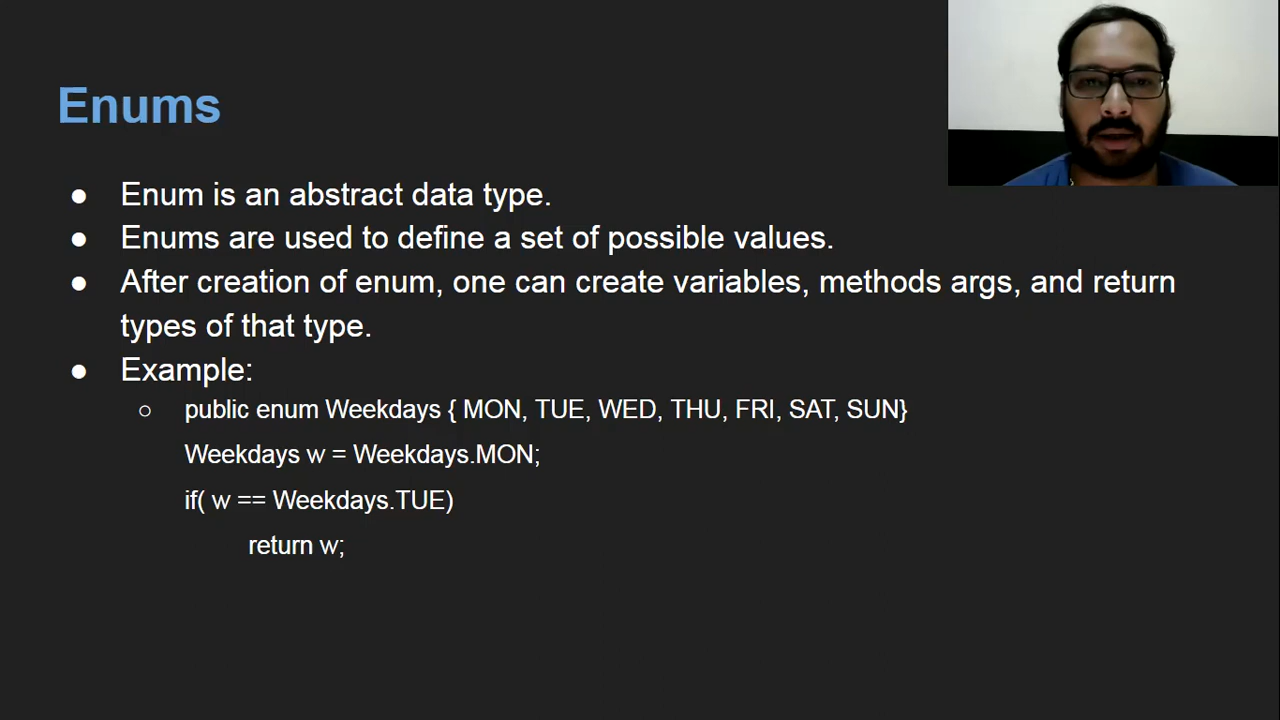 Enums
● Enum is an abstract data type.
● Enums are used to define a set of possible values.
● After creation of enum, one can create variables, methods args, and return
types of that type.
● Example:
○ public enum Weekdays { MON, TUE, WED, THU, FRI, SAT, SUN}
Weekdays w = Weekdays.MON;
if( w == Weekdays.TUE)
return w;